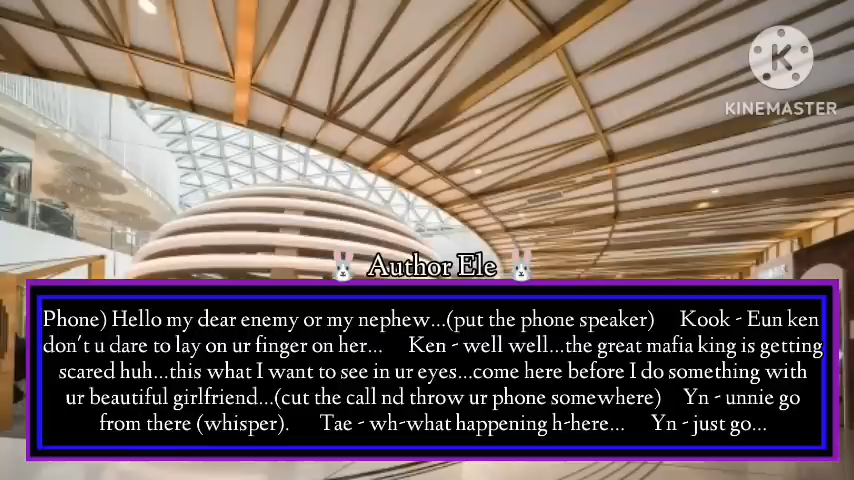 KINEMASTER
Author Ele
Phone) Hello my dear enemy or my nephew...(put the phone speaker) Kook - Eun ken
don't u dare to lay on ur finger on her... Ken - well well...the great mafia king is getting
scared huh...this what I want to see in ur eyes...come here before I do something with
ur beautiful girlfriend...(cut the call nd throw ur phone somewhere) Yn - unnie go
from there (whisper). Tae - wh-what happening h-here... Yn - just go...